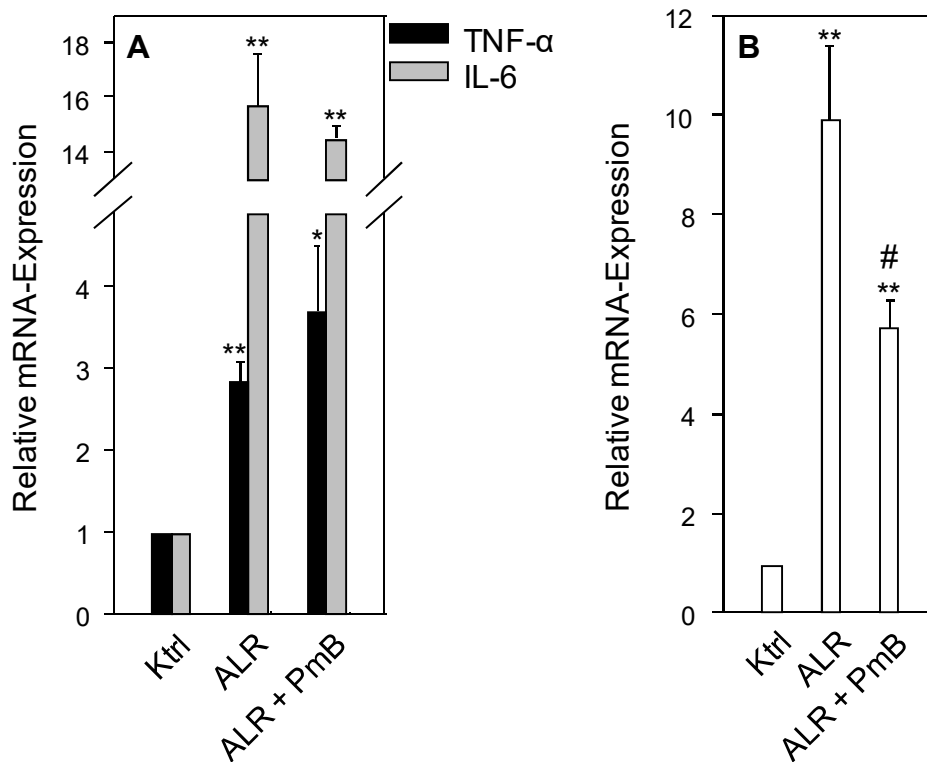 A
TNF-α
IL-6
Relative mRNA-Expression
18
16
14
4
3
2
1
0
**
**
**
*
Ktrl
ALR
ALR + PmB
B
Relative mRNA-Expression
12
10
8
6
4
2
0
**
#
**
Ktrl
ALR
ALR + PmB